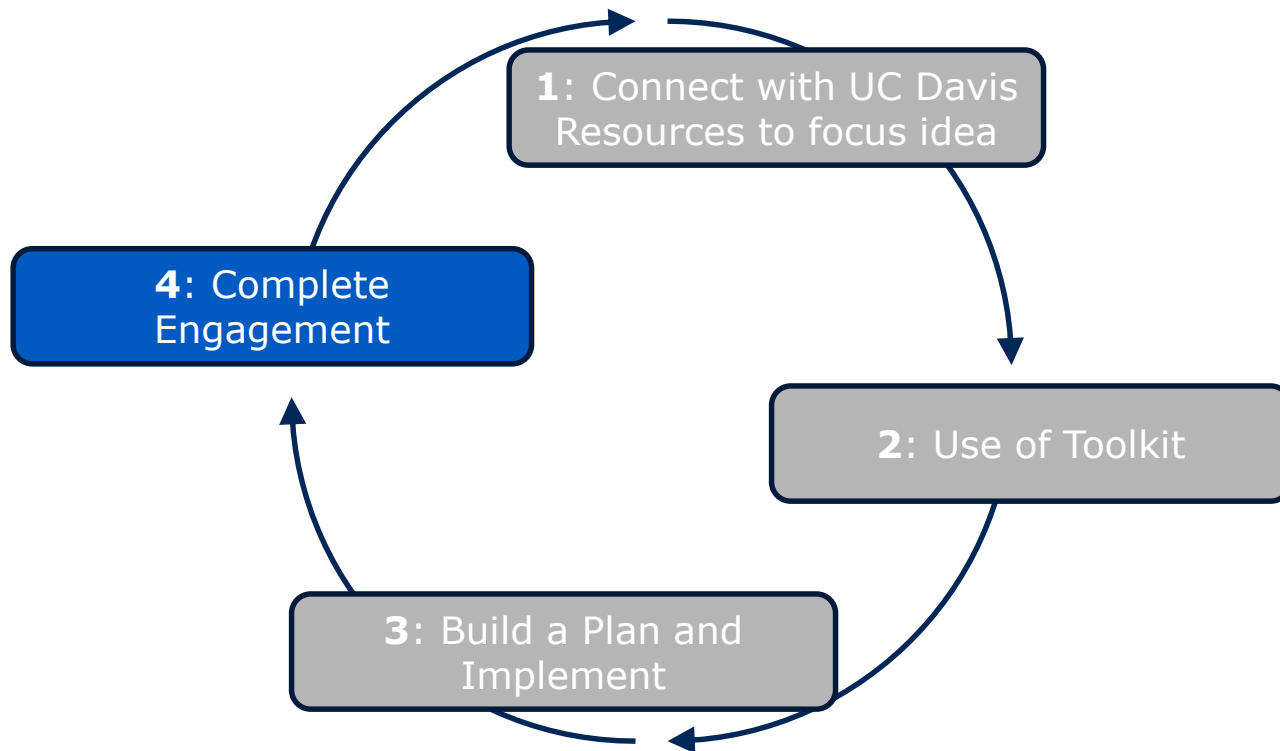 1: Connect with UC Davis
Resources to focus idea
4: Complete
Engagement
2: Use of Toolkit
3: Build a Plan and
Implement